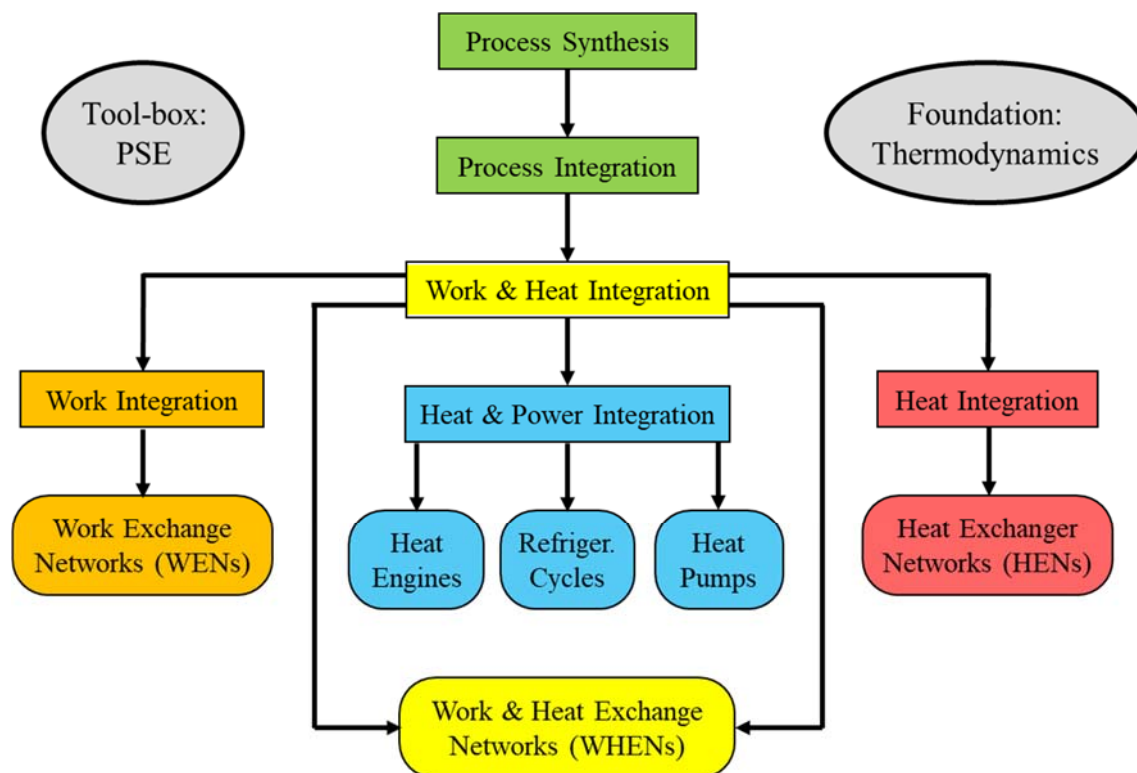 Process Synthesis
Tool-box:
PSE
Foundation:
Thermodynamics
Process Integration
Work & Heat Integration
Work Integration
Heat & Power Integration
Heat Integration
Work Exchange
Networks (WENs)
Heat
Engines
Refriger.
Cycles
Heat
Pumps
Heat Exchanger
Networks (HENs)
Work & Heat Exchange
Networks (WHENs)